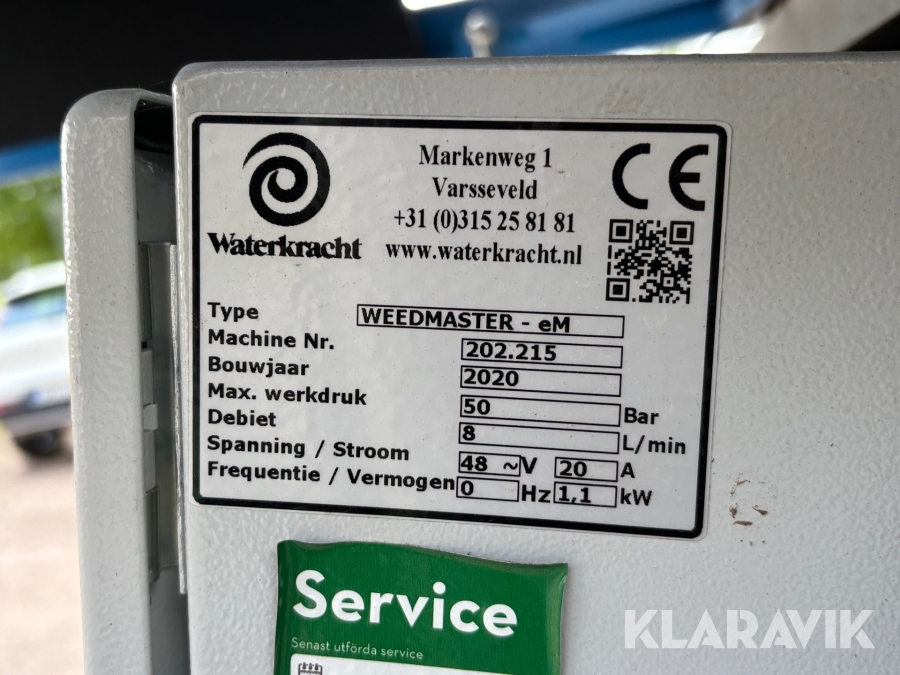 Markenweg 1
Varsseveld
+31 (0)315 25 81 81
www.waterkracht.nl
Waterkracht
CE
Type WEEDMASTER - eM
Machine Nr. 202.215
Bouwjaar 2020
Max. werkdruk 50 Bar
Debiet 8 L/min
Spanning / Stroom 48 ~V 20 A
Frequentie / Vermogen 0 Hz 1,1 kW
Service
Senast utförda service
KLARAVIK